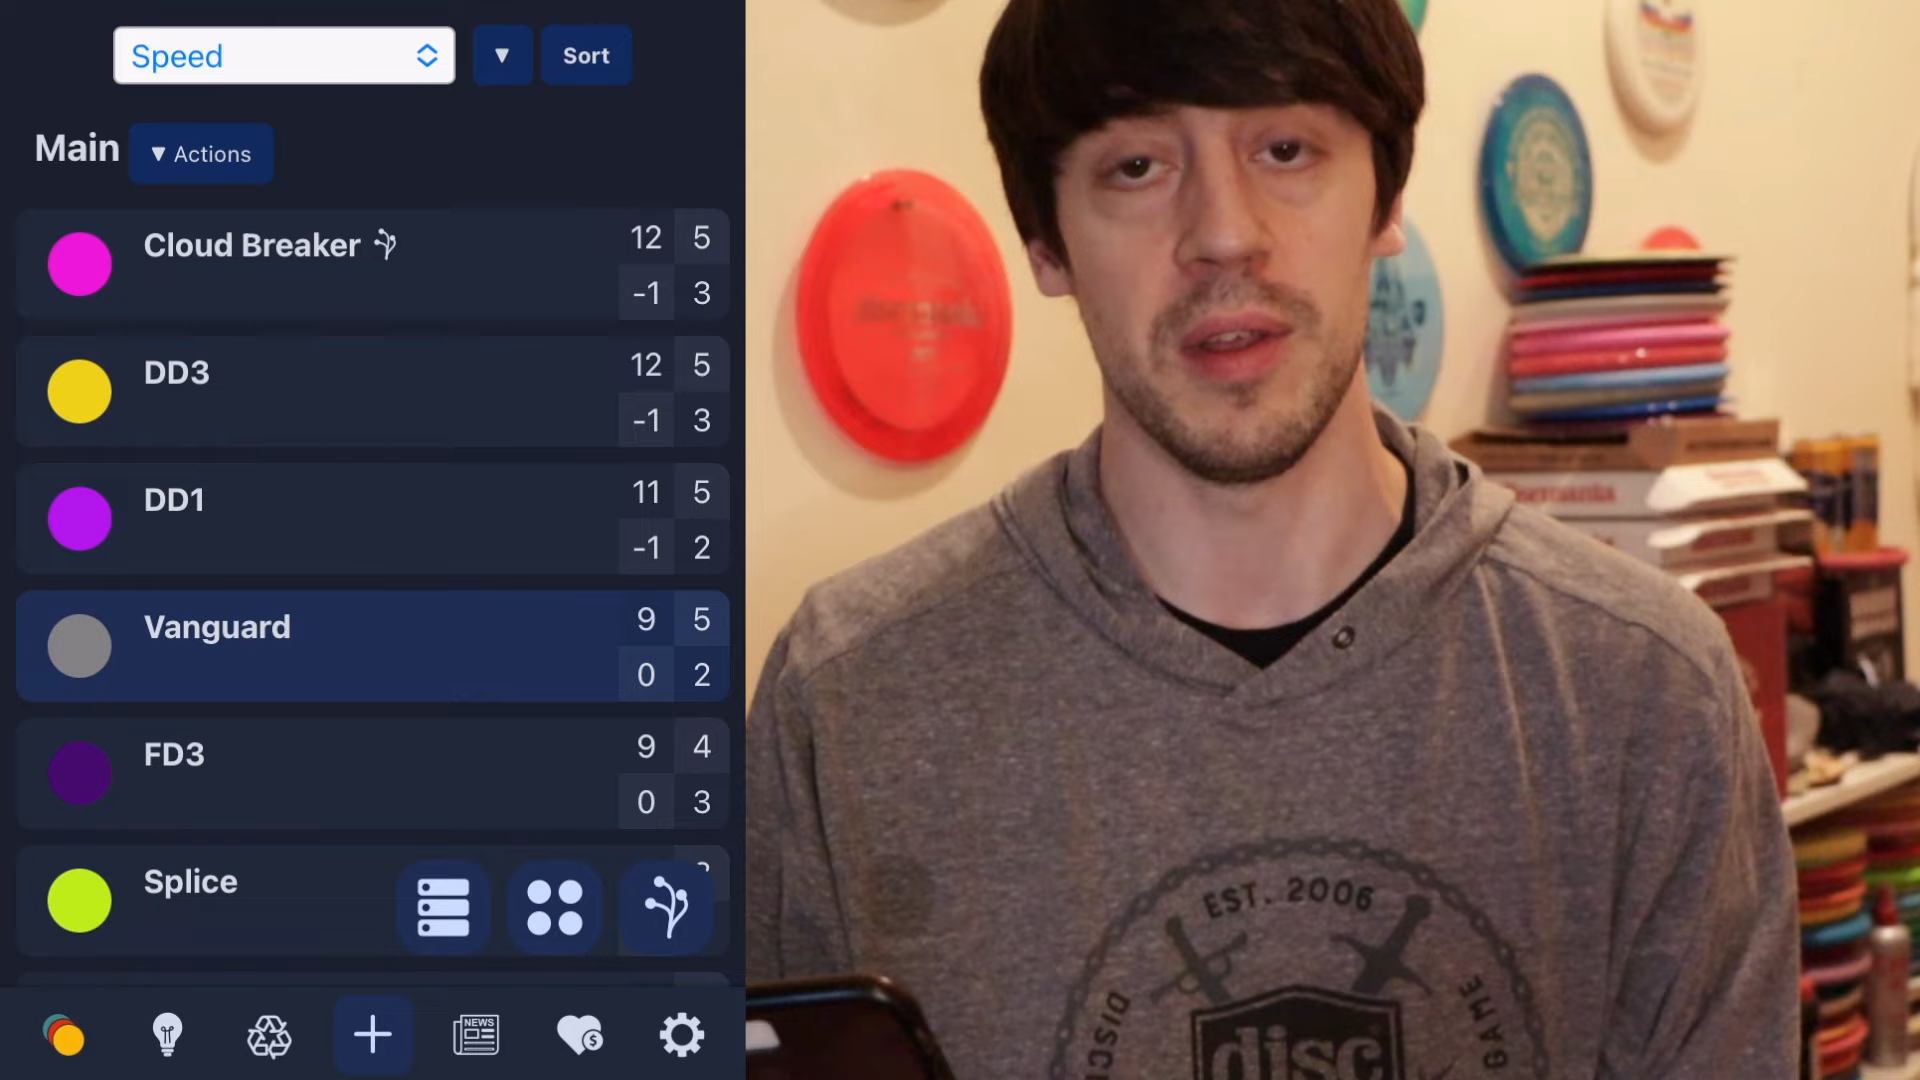 Speed
▼
Sort
Main
▼ Actions
Cloud Breaker
12 5
-1 3
DD3
12 5
-1 3
DD1
11 5
-1 2
Vanguard
9 5
0 2
FD3
9 4
0 3
Splice
NEWS
EST. 2006
GAME
disc